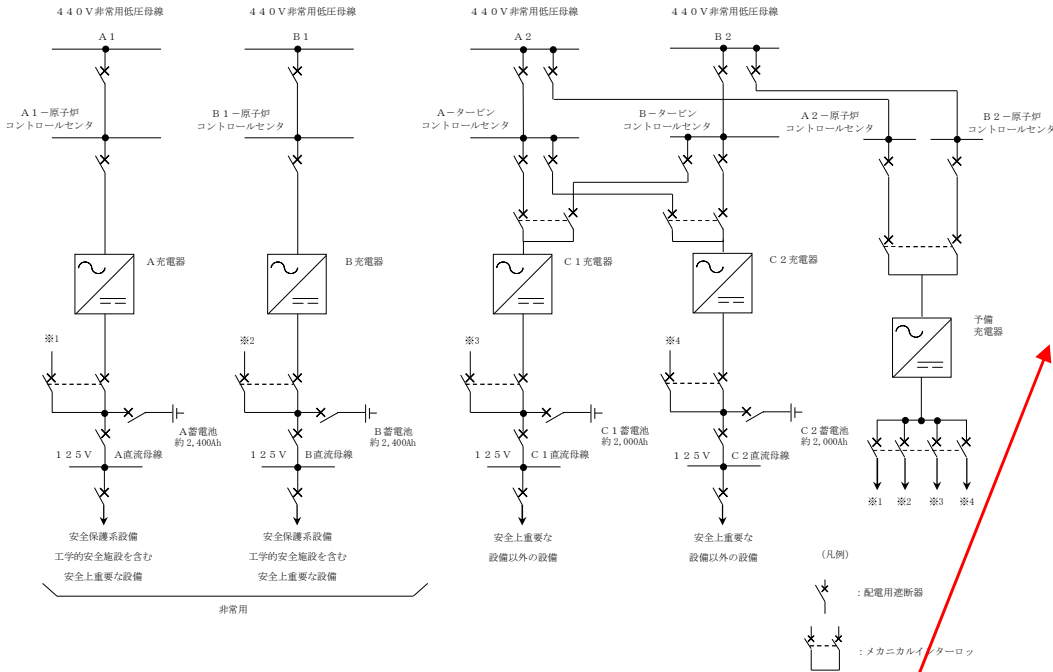 440V非常用低圧母線
440V非常用低圧母線
440V非常用低圧母線
440V非常用低圧母線
A1
B1
A2
B2
A1-原子炉
コントロールセンタ
B1-原子炉
コントロールセンタ
A-タービン
コントロールセンタ
B-タービン
コントロールセンタ
A2-原子炉
コントロールセンタ
B2-原子炉
コントロールセンタ
A充電器
B充電器
C1充電器
C2充電器
予備
充電器
※1
※2
※3
※4
A蓄電池
約2,400Ah
B蓄電池
約2,400Ah
C1蓄電池
約2,000Ah
C2蓄電池
約2,000Ah
125V A直流母線
125V B直流母線
125V C1直流母線
125V C2直流母線
※1 ※2 ※3 ※4
安全保護系設備
工学的安全施設を含む
安全上重要な設備
安全保護系設備
工学的安全施設を含む
安全上重要な設備
安全上重要な
設備以外の設備
安全上重要な
設備以外の設備
非常用
(凡例)
:配電用遮断器
:メカニカルインターロッ